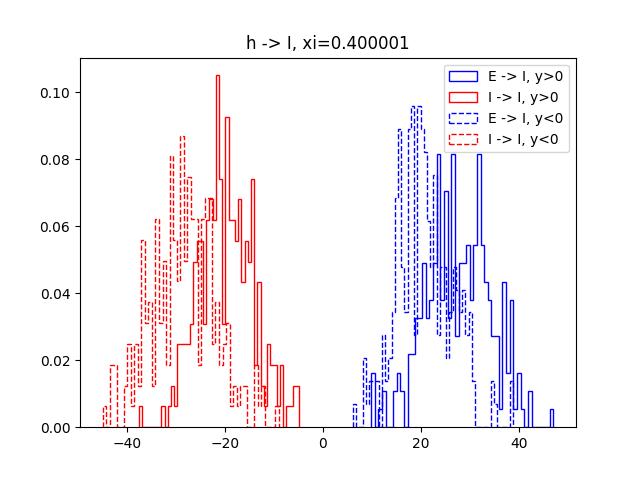 h -> I, xi=0.400001
E -> I, y>0
I -> I, y>0
E -> I, y<0
I -> I, y<0
0.10
0.08
0.06
0.04
0.02
0.00
−40 −20 0 20 40